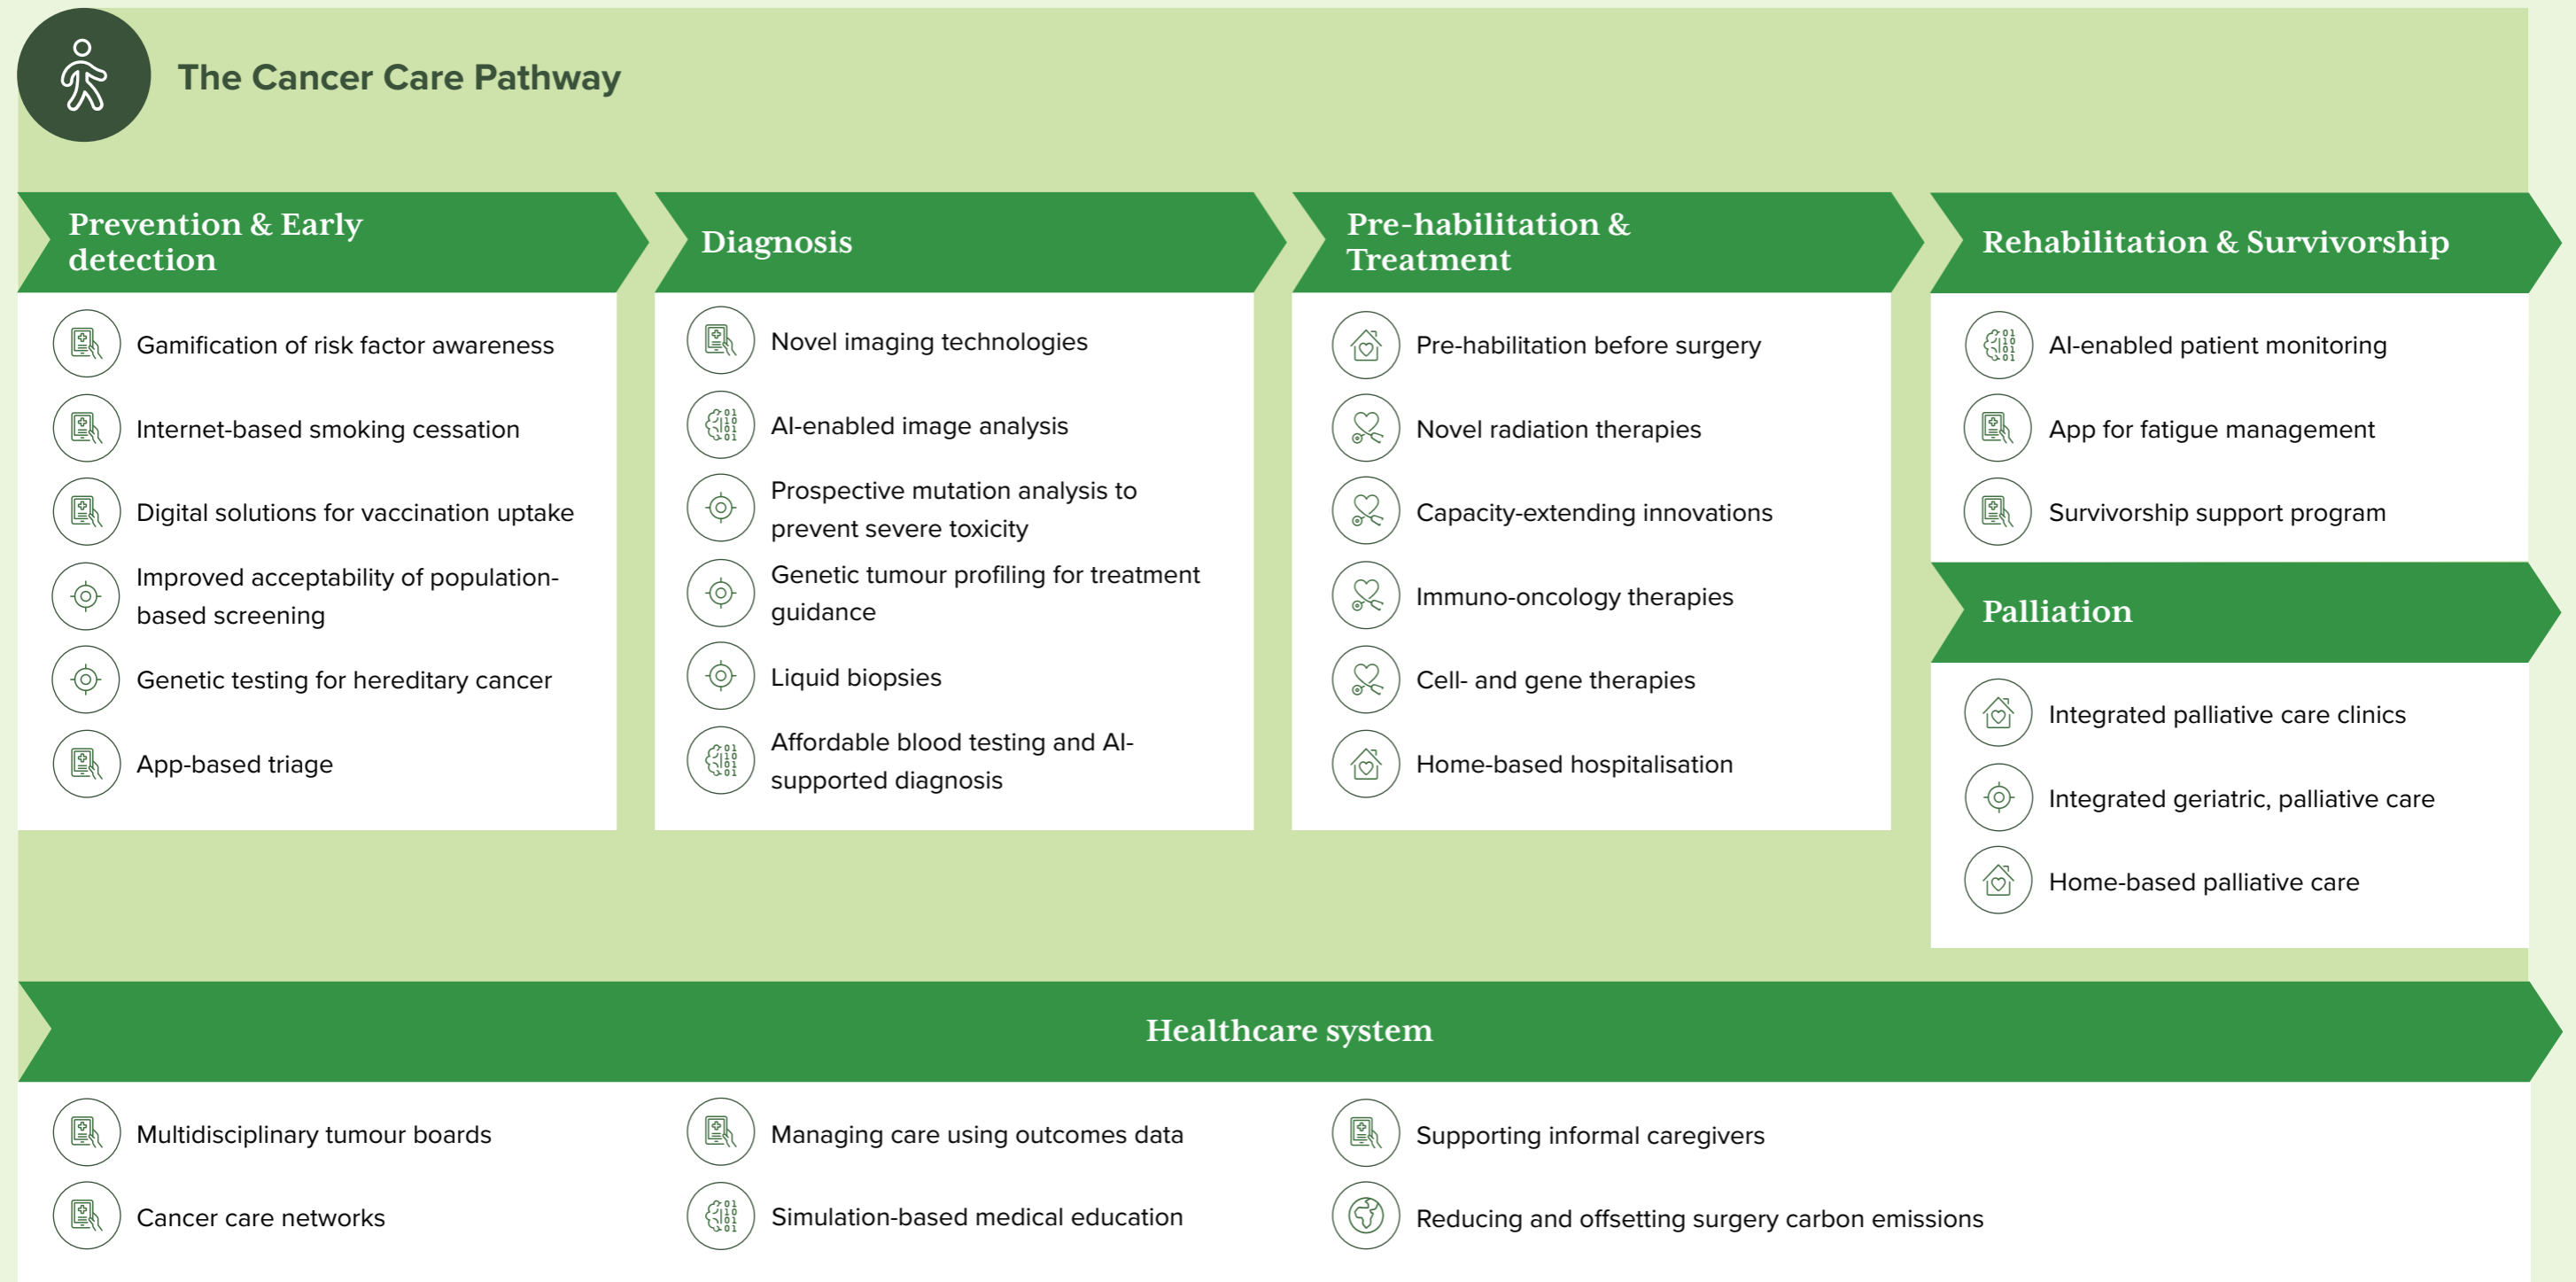 The Cancer Care Pathway
Prevention & Early
detection
Gamification of risk factor awareness
Internet-based smoking cessation
Digital solutions for vaccination uptake
Improved acceptability of population-
based screening
Genetic testing for hereditary cancer
App-based triage
Diagnosis
Novel imaging technologies
AI-enabled image analysis
Prospective mutation analysis to
prevent severe toxicity
Genetic tumour profiling for treatment
guidance
Liquid biopsies
Affordable blood testing and AI-
supported diagnosis
Pre-habilitation &
Treatment
Pre-habilitation before surgery
Novel radiation therapies
Capacity-extending innovations
Immuno-oncology therapies
Cell- and gene therapies
Home-based hospitalisation
Rehabilitation & Survivorship
AI-enabled patient monitoring
App for fatigue management
Survivorship support program
Palliation
Integrated palliative care clinics
Integrated geriatric, palliative care
Home-based palliative care
Healthcare system
Multidisciplinary tumour boards
Cancer care networks
Managing care using outcomes data
Simulation-based medical education
Supporting informal caregivers
Reducing and offsetting surgery carbon emissions